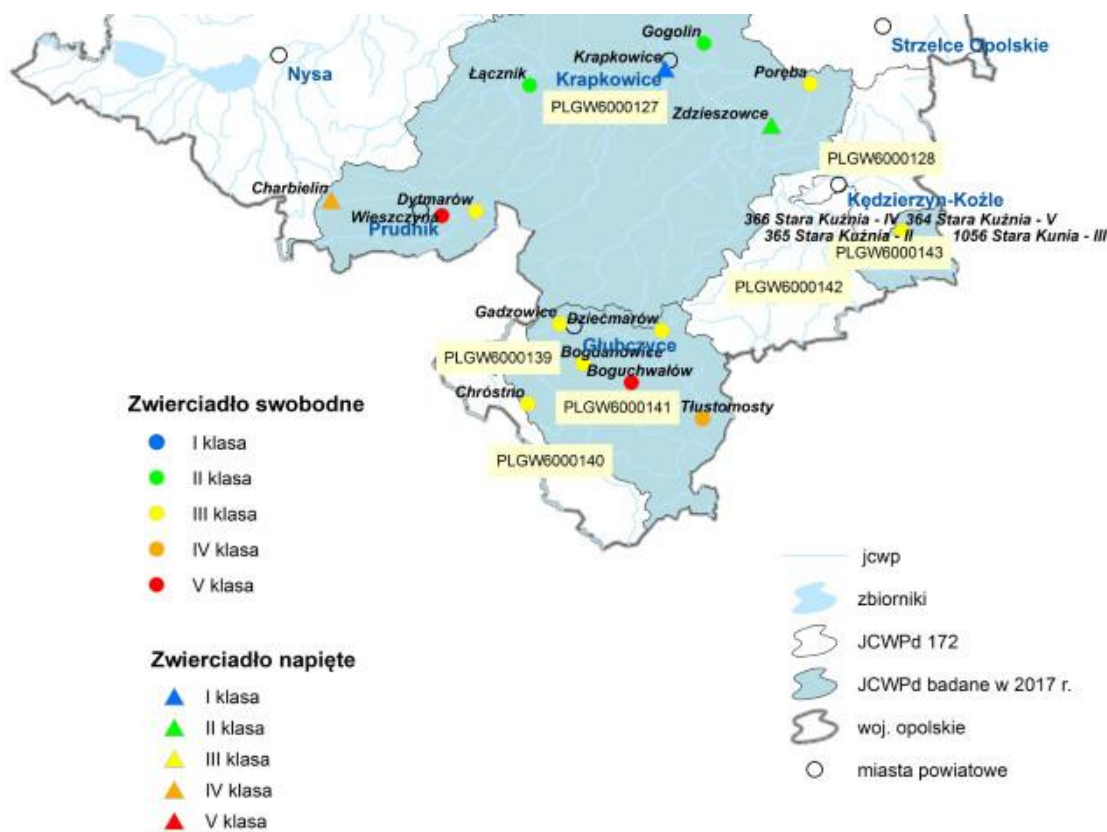 Gogolin
Strzelce Opolskie
Krapkowice
Nysa
Łącznik
Krapkowice
Poręba
PLGW6000127
Zdzieszowce
PLGW6000128
Charbielin
Dytmarów
Kędzierzyn-Koźle
Wieszczyna
366 Stara Kuźnia - IV 364 Stara Kuźnia - V
Prudnik
365 Stara Kuźnia - II 1056 Stara Kunia - III
PLGW6000143
PLGW6000142
Gadzowice
Dziećmarów
Głubczyce
PLGW6000139
Bogdanowice
Boguchwałów
Chróstno
PLGW6000141
Tłustomosty
PLGW6000140
Zwierciadło swobodne
I klasa
II klasa
III klasa
IV klasa
V klasa
Zwierciadło napięte
I klasa
II klasa
III klasa
IV klasa
V klasa
jcwp
zbiorniki
JCWPd 172
JCWPd badane w 2017 r.
woj. opolskie
miasta powiatowe